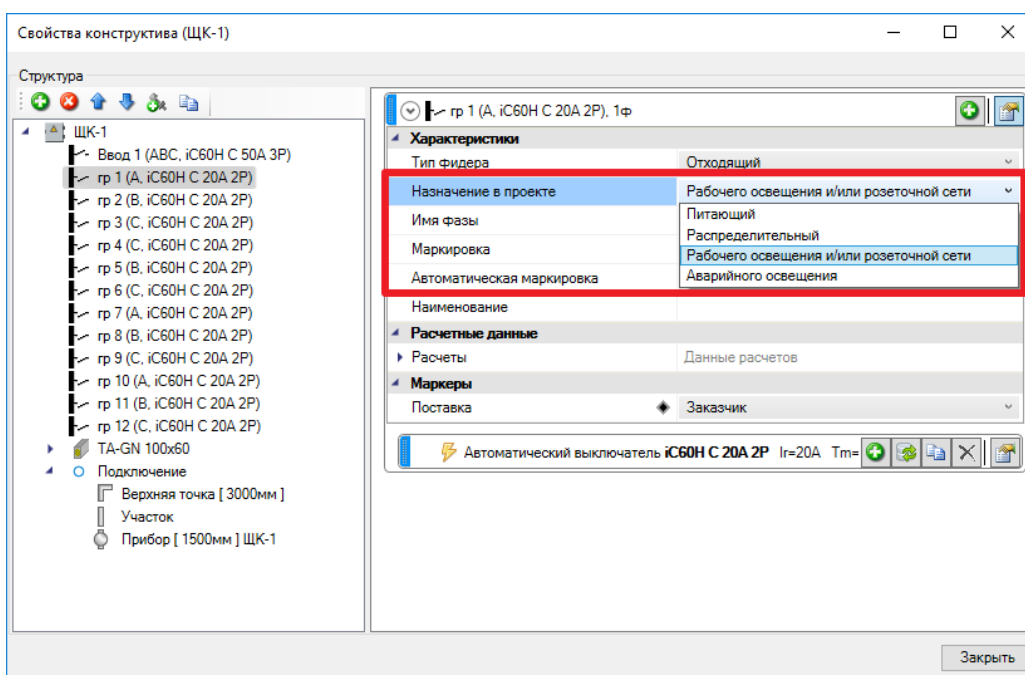 Свойства конструктива (ЩК-1)
Структура
ЩК-1
Ввод 1 (ABC, iC60H C 50A 3P)
гр 1 (A, iC60H C 20A 2P)
гр 2 (B, iC60H C 20A 2P)
гр 3 (C, iC60H C 20A 2P)
гр 4 (C, iC60H C 20A 2P)
гр 5 (B, iC60H C 20A 2P)
гр 6 (C, iC60H C 20A 2P)
гр 7 (A, iC60H C 20A 2P)
гр 8 (B, iC60H C 20A 2P)
гр 9 (C, iC60H C 20A 2P)
гр 10 (A, iC60H C 20A 2P)
гр 11 (B, iC60H C 20A 2P)
гр 12 (C, iC60H C 20A 2P)
TA-GN 100x60
Подключение
Верхняя точка [ 3000мм ]
Участок
Прибор [ 1500мм ] ЩК-1
гр 1 (A, iC60H C 20A 2P), 1ф
Характеристики
Тип фидера Отходящий
Назначение в проекте Рабочего освещения и/или розеточной сети
Имя фазы
Маркировка
Автоматическая маркировка
Питающий
Распределительный
Рабочего освещения и/или розеточной сети
Аварийного освещения
Наименование
Расчетные данные
Расчеты Данные расчетов
Маркеры
Поставка Заказчик
Автоматический выключатель iC60H C 20A 2P Ir=20A Tm=
Закрыть